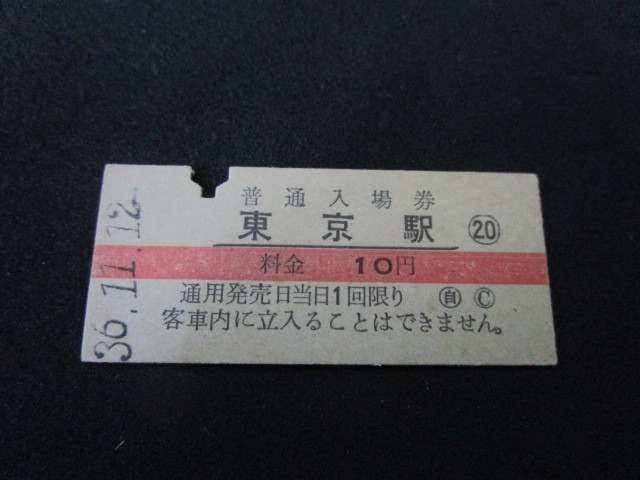 普通入場券
東京駅 ⑳
料金 10円
通用発売日当日1回限り 自 Ⓒ
客車内に立入ることはできません。
36.11.12